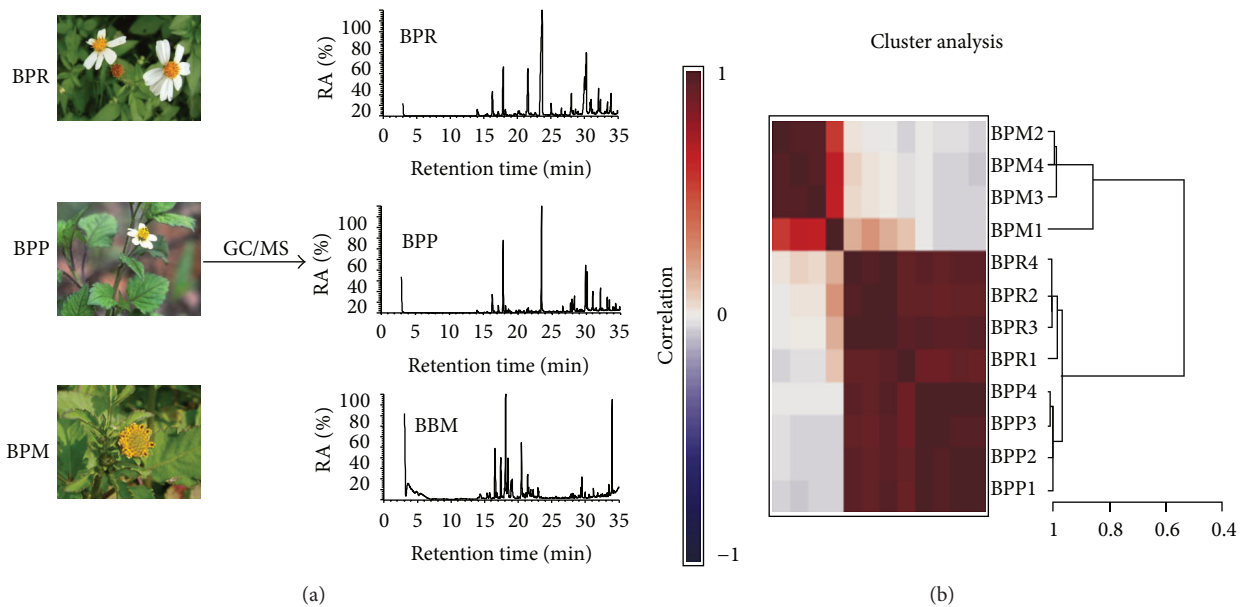 BPR
100
80
60
40
20
RA (%)
BPR
0 5 10 15 20 25 30 35
Retention time (min)
BPP
GC/MS
100
80
60
40
20
RA (%)
BPP
0 5 10 15 20 25 30 35
Retention time (min)
BPM
100
80
60
40
20
0
RA (%)
BBM
0 5 10 15 20 25 30 35
Retention time (min)
(a)
Cluster analysis
1
0
−1
Correlation
BPM2
BPM4
BPM3
BPM1
BPR4
BPR2
BPR3
BPR1
BPP4
BPP3
BPP2
BPP1
1 0.8 0.6 0.4
(b)